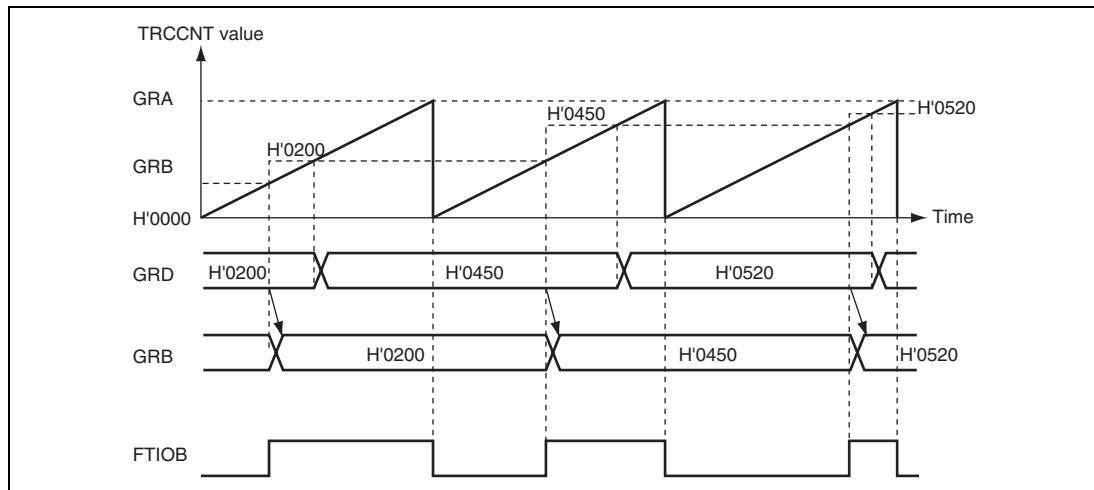 TRCCNT value
GRA
H'0450
H'0520
H'0200
GRB
H'0000
Time
GRD
H'0200
H'0450
H'0520
GRB
H'0200
H'0450
H'0520
FTIOB